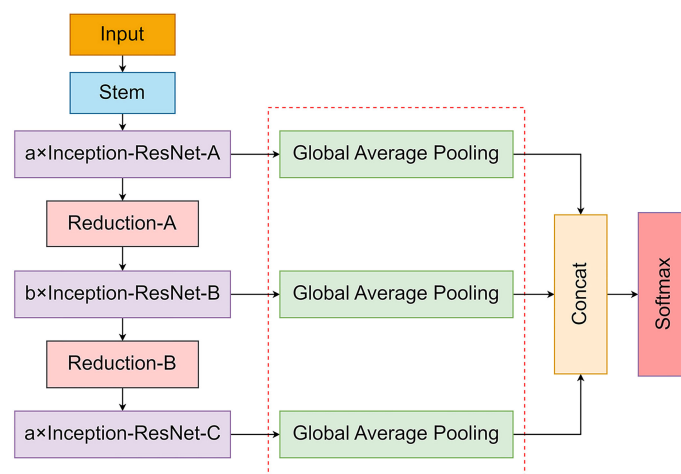 Input
Stem
a×Inception-ResNet-A
Global Average Pooling
Reduction-A
b×Inception-ResNet-B
Global Average Pooling
Concat
Softmax
Reduction-B
a×Inception-ResNet-C
Global Average Pooling